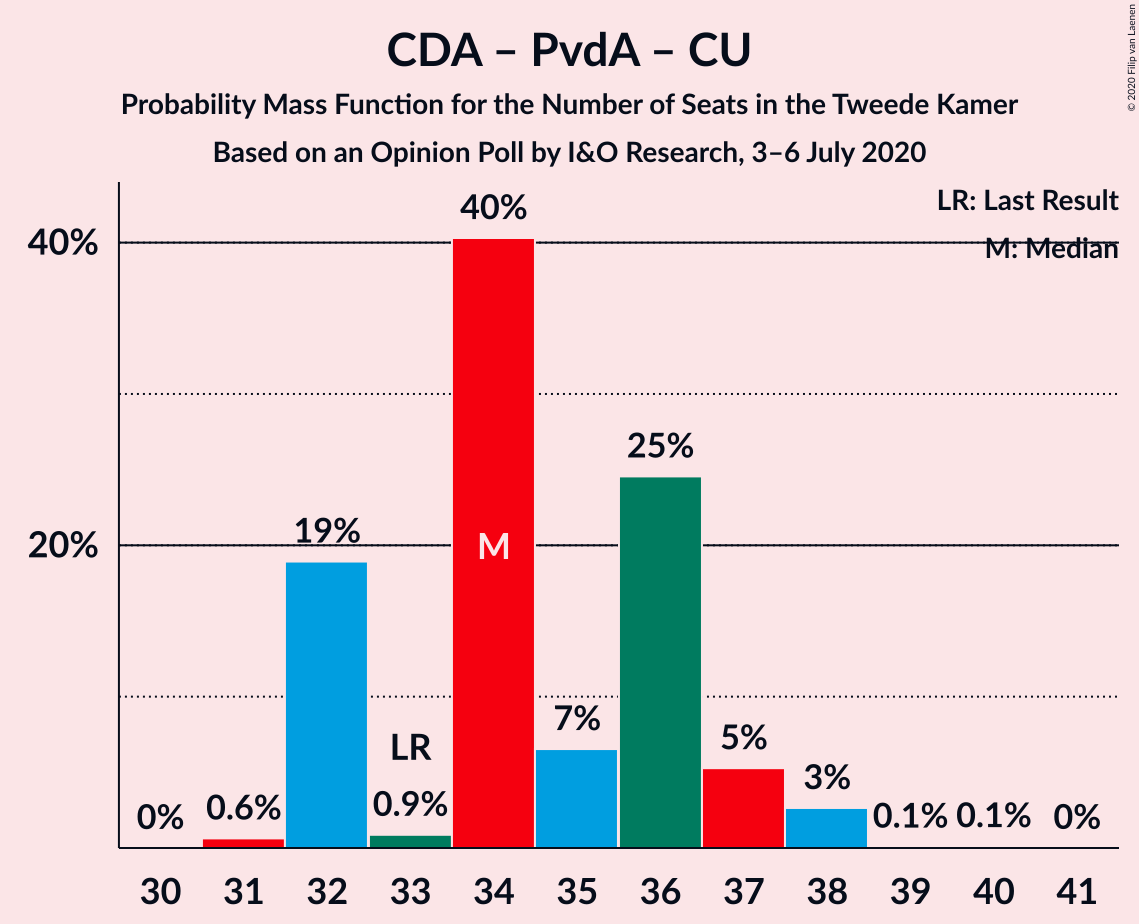 CDA – PvdA – CU
Probability Mass Function for the Number of Seats in the Tweede Kamer
Based on an Opinion Poll by I&O Research, 3–6 July 2020
© 2020 Filip van Laenen
LR: Last Result
M: Median
40%
20%
0%
0.6%
19%
LR
0.9%
40%
M
7%
25%
5%
3%
0.1%
0.1%
0%
30 31 32 33 34 35 36 37 38 39 40 41